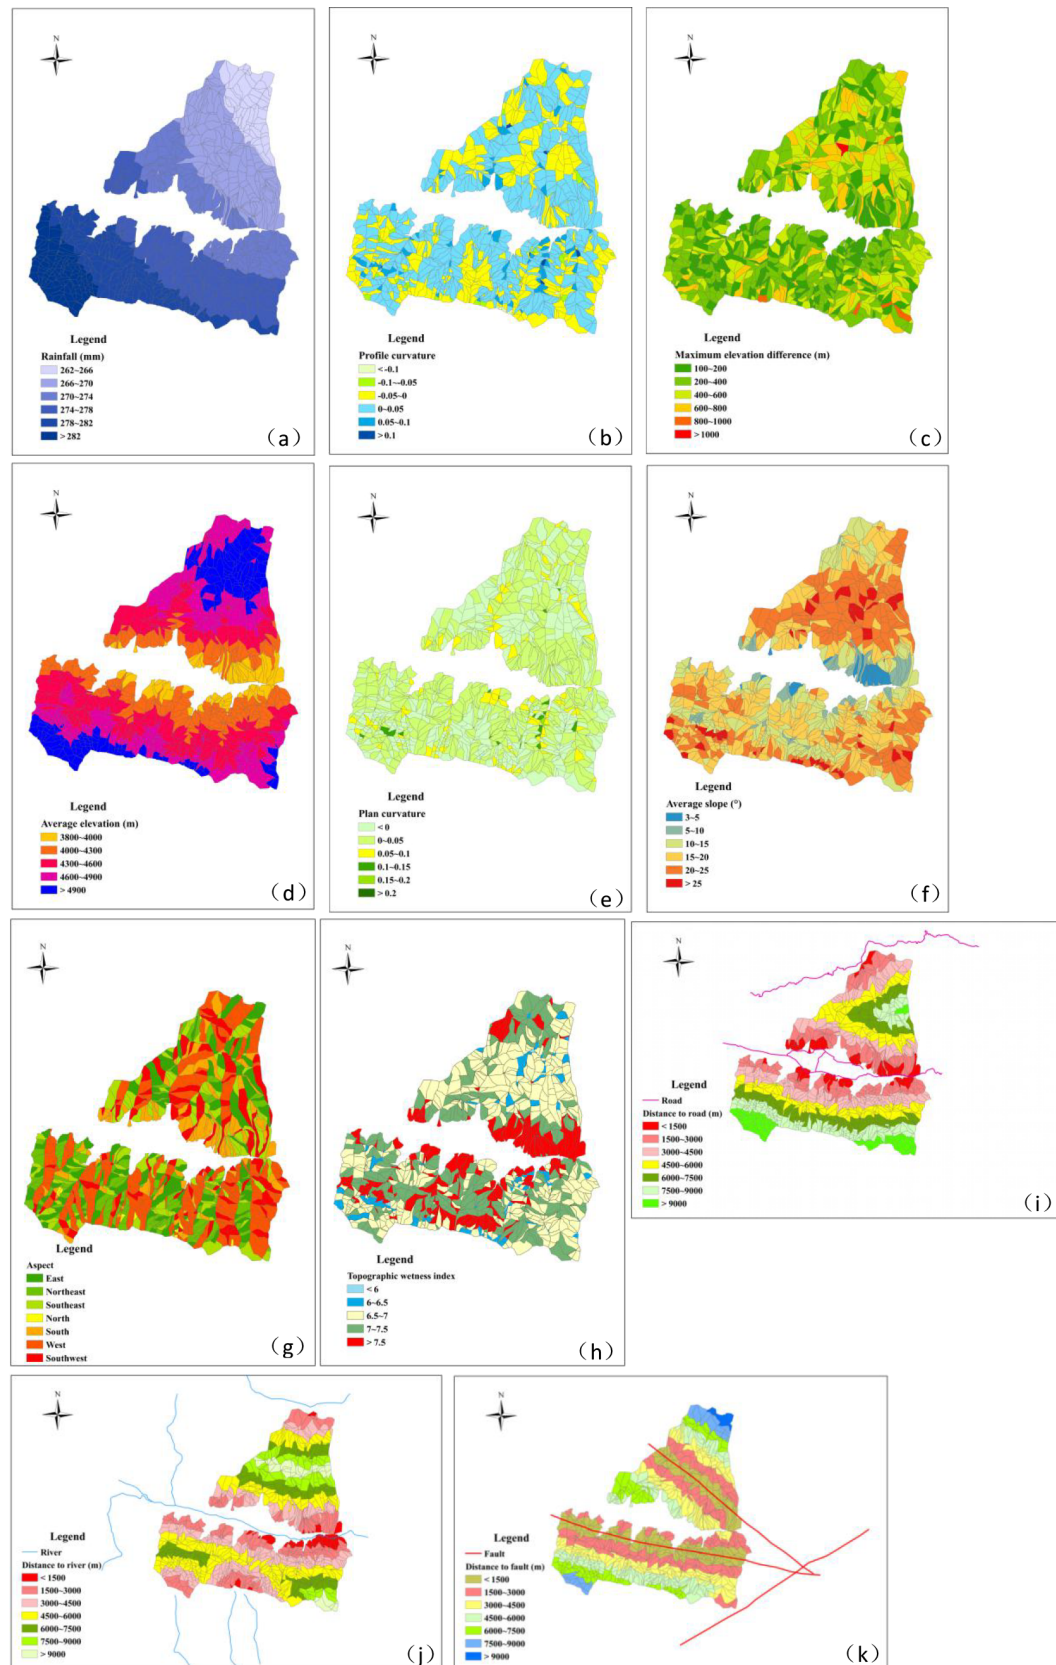 N
Legend
Rainfall (mm)
262~266
266~270
270~274
274~278
278~282
> 282
(a)
N
Legend
Profile curvature
< -0.1
-0.1~-0.05
-0.05~0
0~0.05
0.05~0.1
> 0.1
(b)
N
Legend
Maximum elevation difference (m)
100~200
200~400
400~600
600~800
800~1000
> 1000
(c)
N
Legend
Average elevation (m)
3800~4000
4000~4300
4300~4600
4600~4900
> 4900
(d)
N
Legend
Plan curvature
< 0
0~0.05
0.05~0.1
0.1~0.15
0.15~0.2
> 0.2
(e)
N
Legend
Average slope (°)
3~5
5~10
10~15
15~20
20~25
> 25
(f)
N
Legend
Aspect
East
Northeast
Southeast
North
South
West
Southwest
(g)
N
Legend
Topographic wetness index
< 6
6~6.5
6.5~7
7~7.5
> 7.5
(h)
N
Legend
Road
Distance to road (m)
< 1500
1500~3000
3000~4500
4500~6000
6000~7500
7500~9000
> 9000
(i)
N
Legend
River
Distance to river (m)
< 1500
1500~3000
3000~4500
4500~6000
6000~7500
7500~9000
> 9000
(j)
N
Legend
Fault
Distance to fault (m)
< 1500
1500~3000
3000~4500
4500~6000
6000~7500
7500~9000
> 9000
(k)